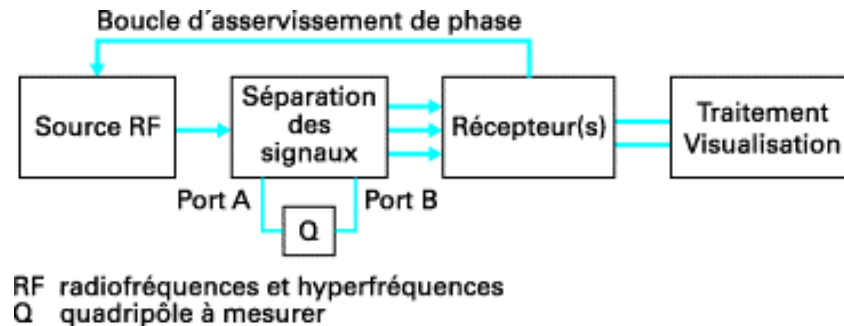 Boucle d'asservissement de phase
Source RF
Séparation
des
signaux
Récepteur(s)
Traitement
Visualisation
Port A
Port B
Q
RF radiofréquences et hyperfréquences
Q quadripôle à mesurer